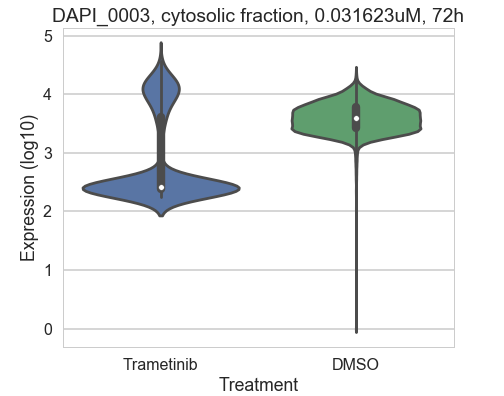 DAPI_0003, cytosolic fraction, 0.031623uM, 72h
5
4
3
2
1
0
Expression (log10)
Trametinib DMSO
Treatment